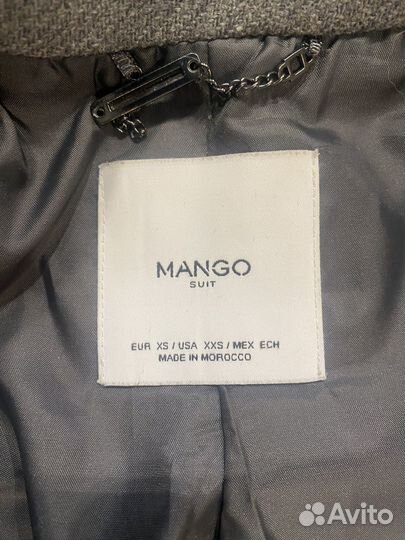 MANGO
SUIT
EUR XS / USA XXS / MEX ECH
MADE IN MOROCCO
Avito